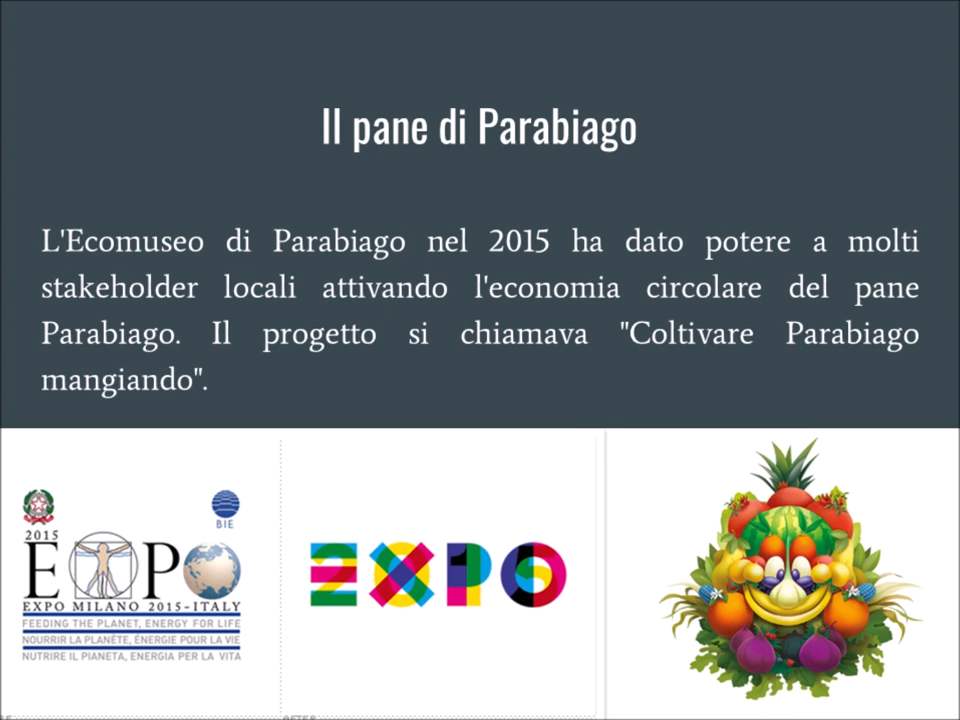 Il pane di Parabiago
L'Ecomuseo di Parabiago nel 2015 ha dato potere a molti
stakeholder locali attivando l'economia circolare del pane
Parabiago. Il progetto si chiamava "Coltivare Parabiago
mangiando".
BIE
2015
EXPO
EXPO MILANO 2015-ITALY
FEEDING THE PLANET, ENERGY FOR LIFE
NOURRIR LA PLANÈTE, ÉNERGIE POUR LA VIE
NUTRIRE IL PIANETA, ENERGIA PER LA VITA
EXPO
2015